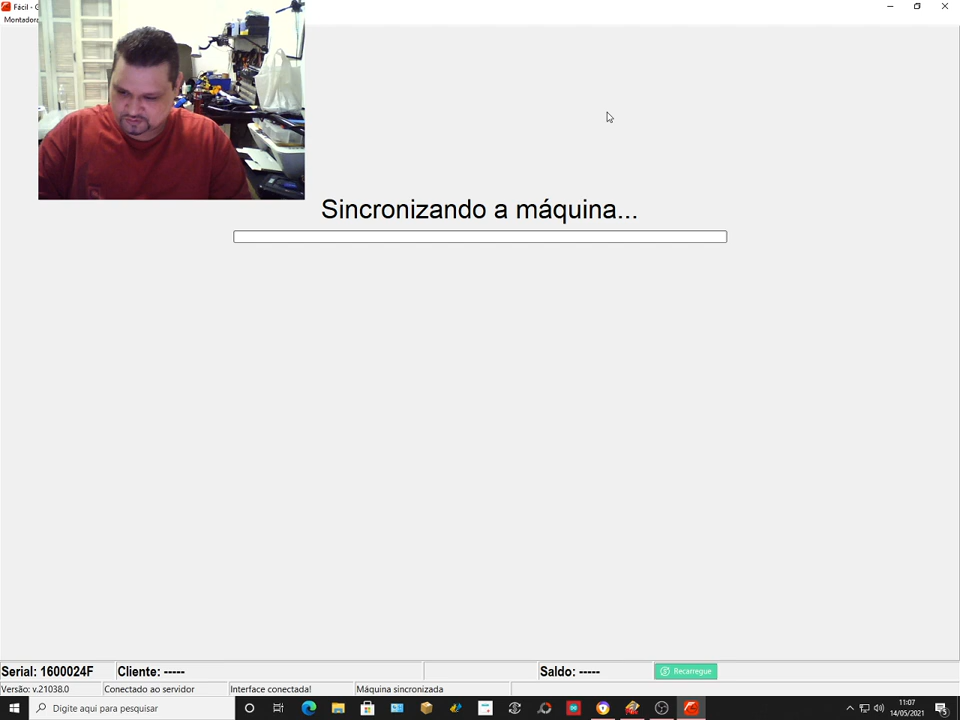 Fácil - G
Montadora
Sincronizando a máquina...
Serial: 1600024F Cliente: ----- Saldo: ----- Recarregue
Versão: v.21038.0 Conectado ao servidor Interface conectada! Máquina sincronizada
Digite aqui para pesquisar
11:07
14/05/2021